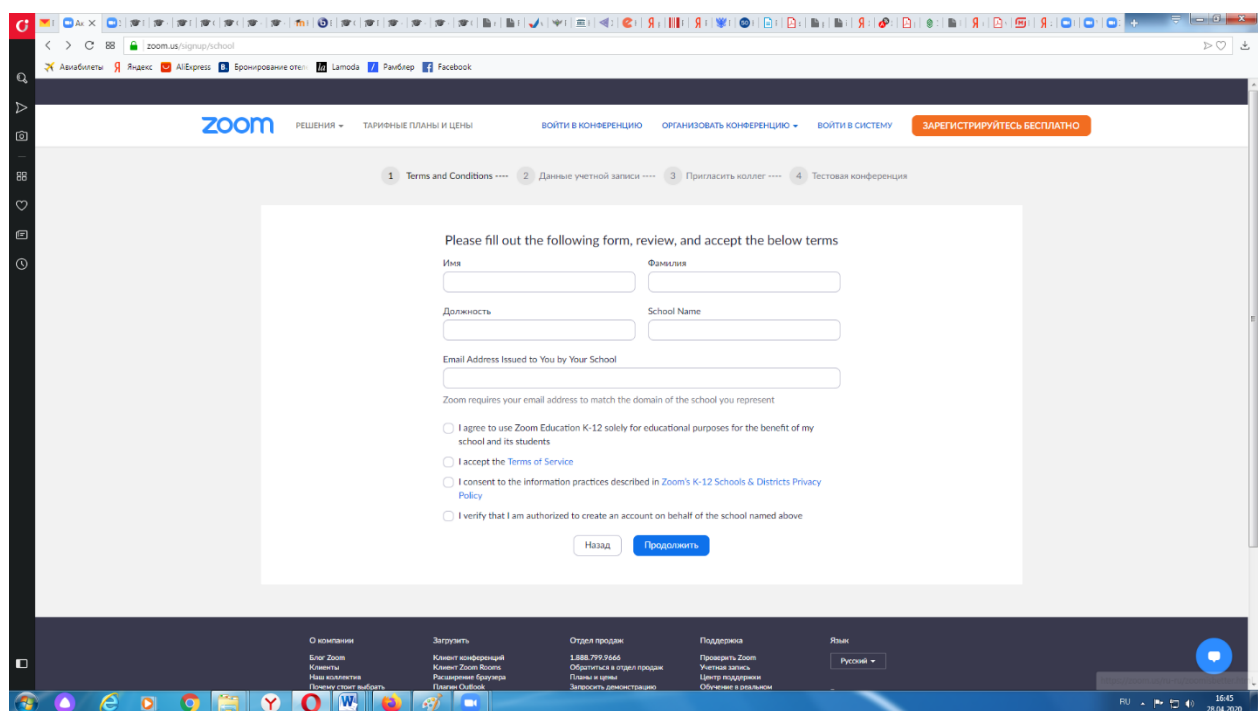 zoom.us/signup/school
Авиабилеты Яндекс AliExpress Бронирование отел Lamoda Рамблер Facebook
zoom РЕШЕНИЯ ТАРИФНЫЕ ПЛАНЫ И ЦЕНЫ ВОЙТИ В КОНФЕРЕНЦИЮ ОРГАНИЗОВАТЬ КОНФЕРЕНЦИЮ ВОЙТИ В СИСТЕМУ ЗАРЕГИСТРИРУЙТЕСЬ БЕСПЛАТНО
1 Terms and Conditions ---- 2 Данные учетной записи ---- 3 Пригласить коллег ---- 4 Тестовая конференция
Please fill out the following form, review, and accept the below terms
Имя Фамилия
Должность School Name
Email Address Issued to You by Your School
Zoom requires your email address to match the domain of the school you represent
I agree to use Zoom Education K-12 solely for educational purposes for the benefit of my
school and its students
I accept the Terms of Service
I consent to the information practices described in Zoom's K-12 Schools & Districts Privacy
Policy
I verify that I am authorized to create an account on behalf of the school named above
Назад Продолжить
О компании Загрузить Отдел продаж Поддержка Язык
Блог Zoom Клиент конференций 1.888.799.9666 Проверить Zoom Русский
Клиенты Клиент Zoom Rooms Обратиться в отдел продаж Учетная запись
Наш коллектив Расширение браузера Планы и цены Центр поддержки
Почему стоит выбрать Плагин Outlook Запросить демонстрацию Обучение в реальном
RU 16:45
28.04.2020